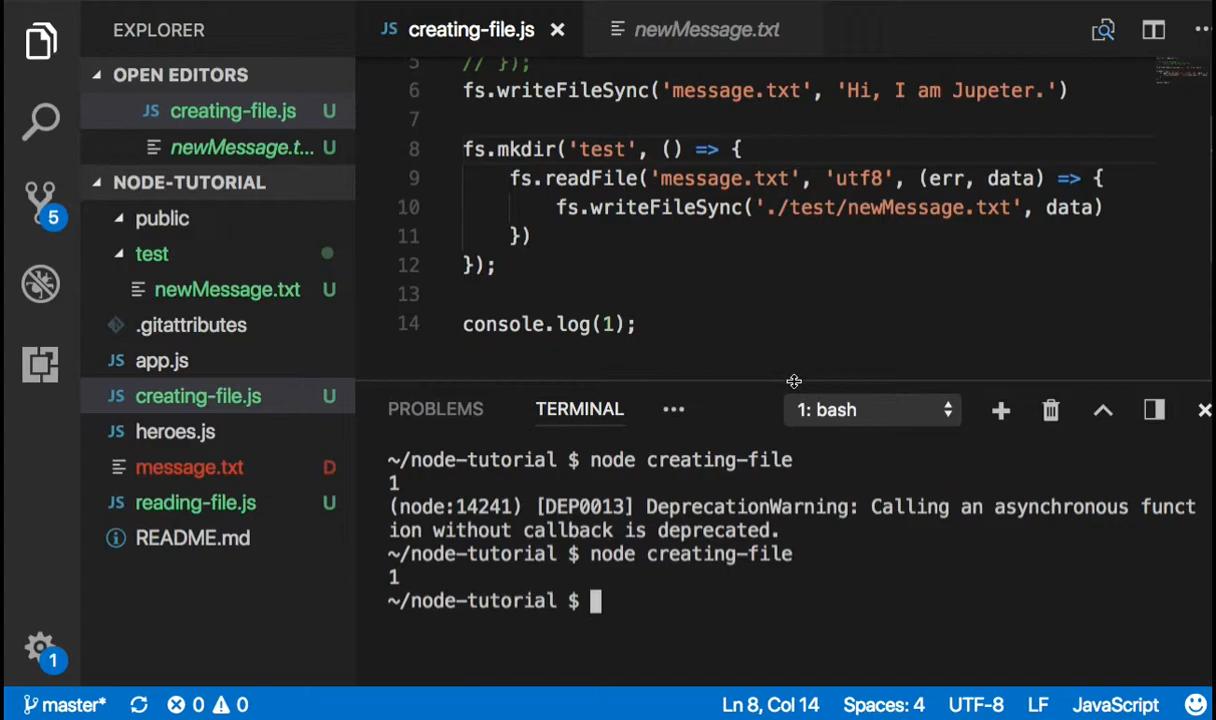 EXPLORER
OPEN EDITORS
JS creating-file.js U
newMessage.t... U
NODE-TUTORIAL
public
test
newMessage.txt U
.gitattributes
JS app.js
JS creating-file.js U
JS heroes.js
message.txt D
JS reading-file.js U
README.md
5
1
JS creating-file.js
newMessage.txt
5 // });
6 fs.writeFileSync('message.txt', 'Hi, I am Jupeter.')
7
8 fs.mkdir('test', () => {
9 fs.readFile('message.txt', 'utf8', (err, data) => {
10 fs.writeFileSync('./test/newMessage.txt', data)
11 })
12 });
13
14 console.log(1);
PROBLEMS TERMINAL ••• 1: bash
~/node-tutorial $ node creating-file
1
(node:14241) [DEP0013] DeprecationWarning: Calling an asynchronous funct
ion without callback is deprecated.
~/node-tutorial $ node creating-file
1
~/node-tutorial $
master* 0 0 Ln 8, Col 14 Spaces: 4 UTF-8 LF JavaScript